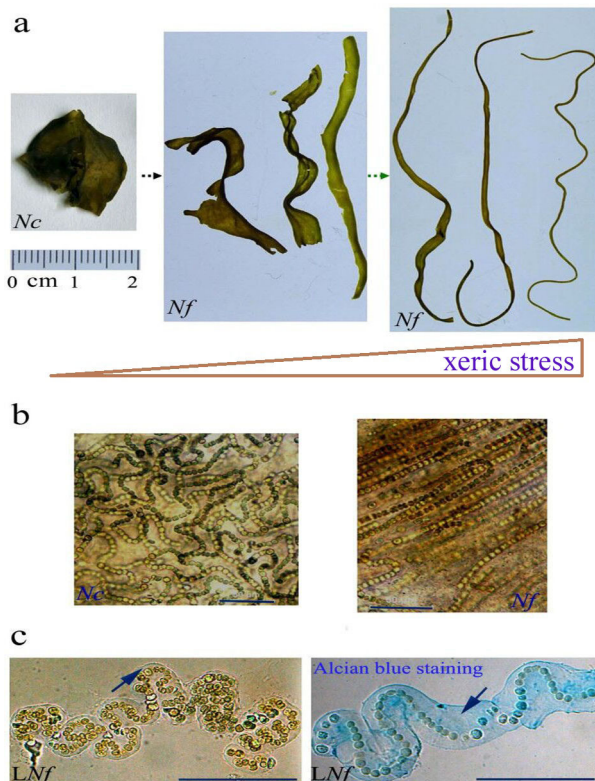 a
Nc
0 cm 1 2
Nf
Nf
xeric stress
b
Nc
Nf
c
LNf
Alcian blue staining
LNf